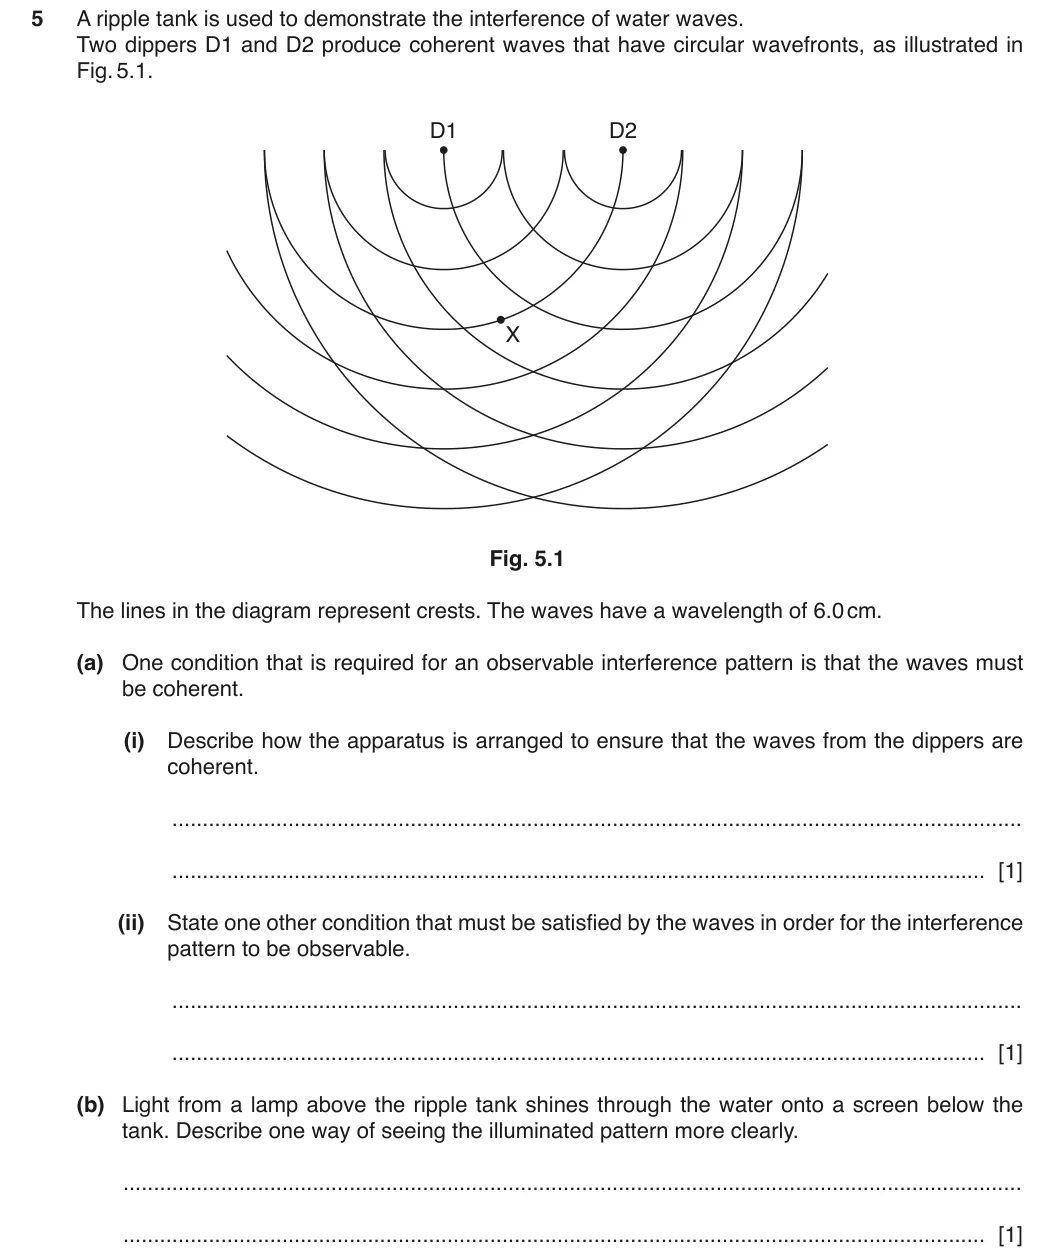 5 A ripple tank is used to demonstrate the interference of water waves.
Two dippers D1 and D2 produce coherent waves that have circular wavefronts, as illustrated in
Fig. 5.1.
D1 D2
X
Fig. 5.1
The lines in the diagram represent crests. The waves have a wavelength of 6.0 cm.
(a) One condition that is required for an observable interference pattern is that the waves must
be coherent.
(i) Describe how the apparatus is arranged to ensure that the waves from the dippers are
coherent.
[1]
(ii) State one other condition that must be satisfied by the waves in order for the interference
pattern to be observable.
[1]
(b) Light from a lamp above the ripple tank shines through the water onto a screen below the
tank. Describe one way of seeing the illuminated pattern more clearly.
[1]